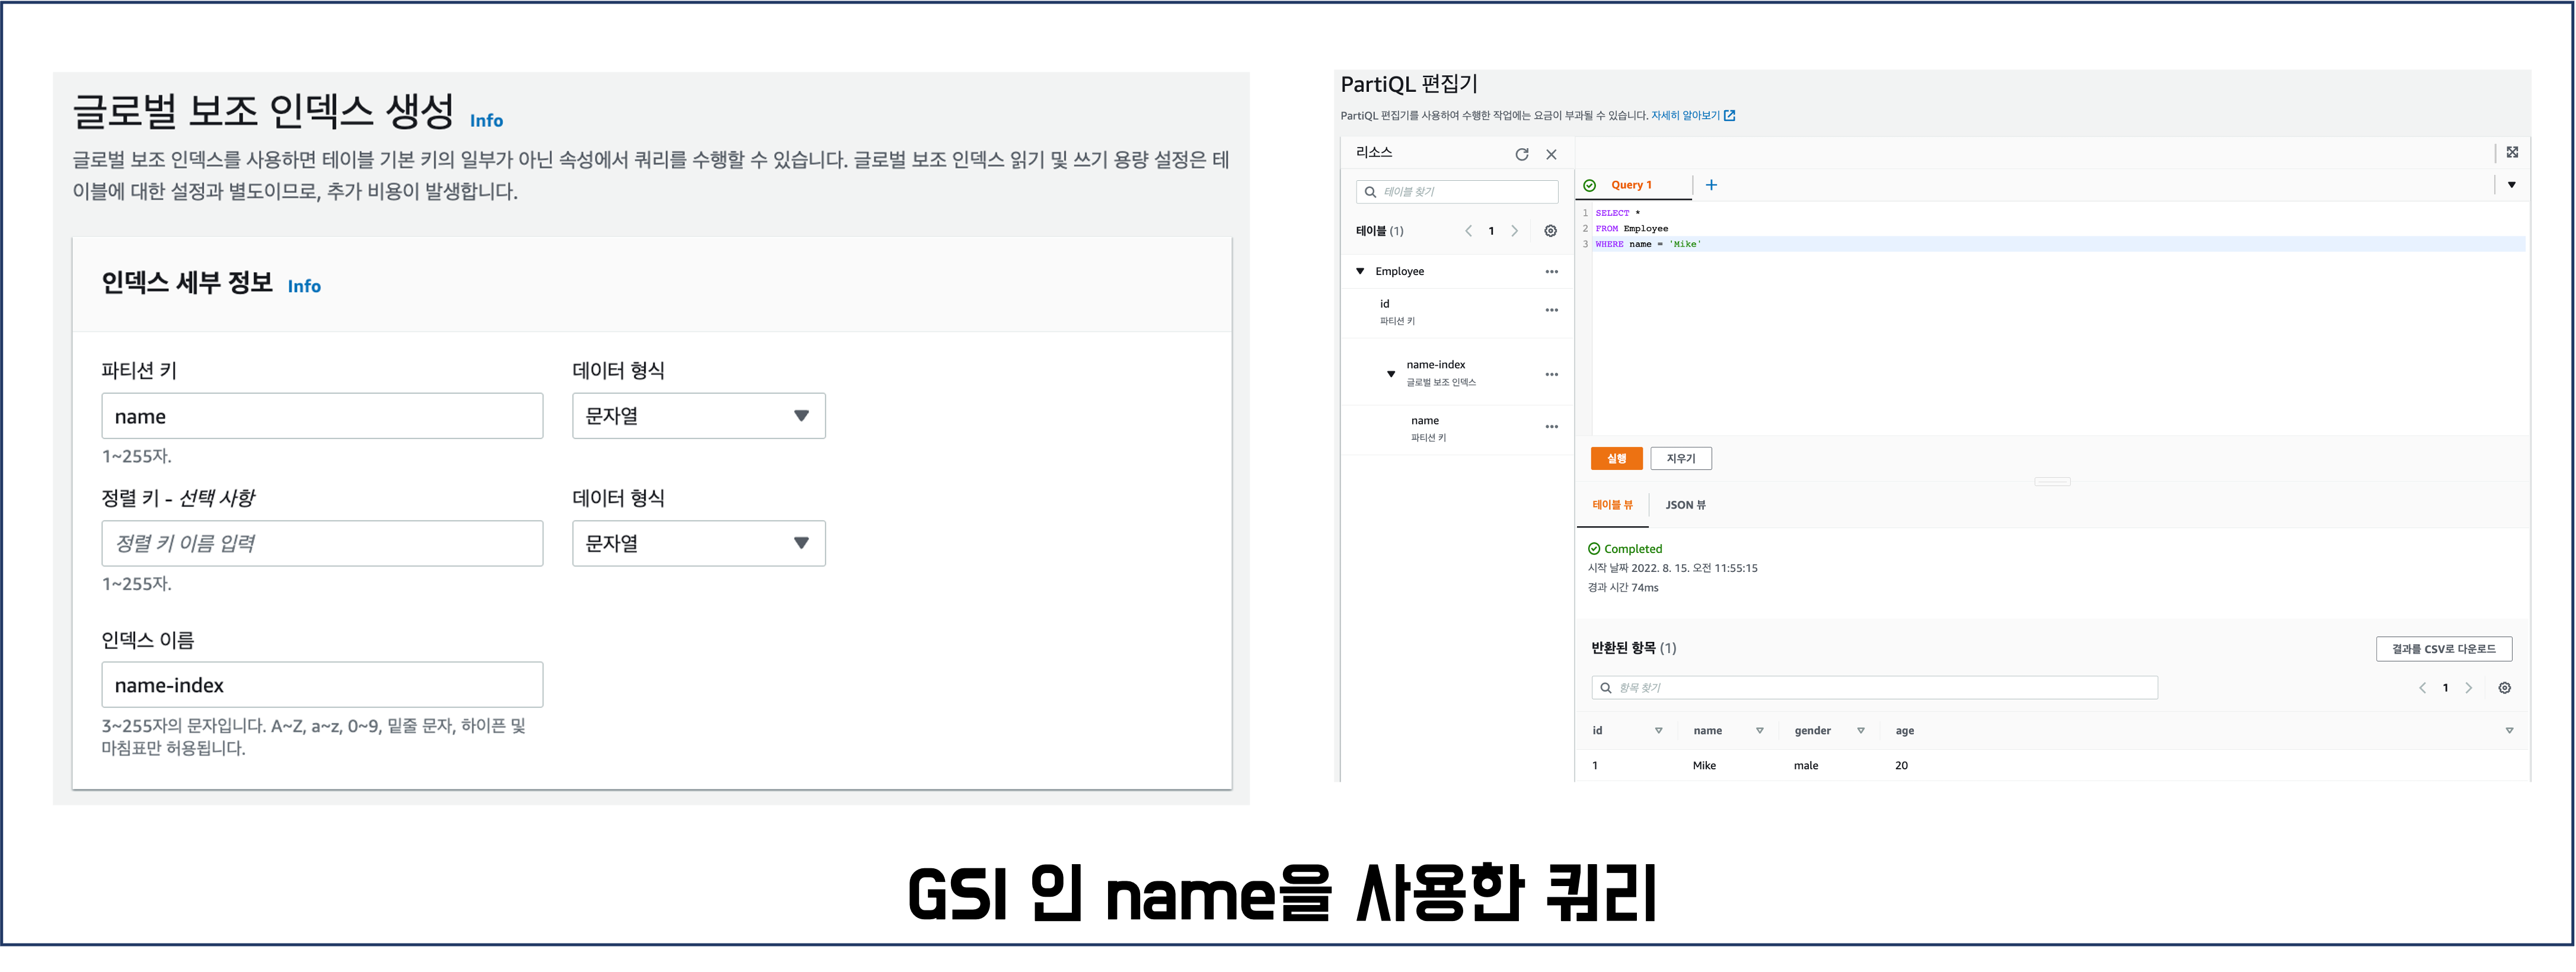 글로벌 보조 인덱스 생성 Info
글로벌 보조 인덱스를 사용하면 테이블 기본 키의 일부가 아닌 속성에서 쿼리를 수행할 수 있습니다. 글로벌 보조 인덱스 읽기 및 쓰기 용량 설정은 테
이블에 대한 설정과 별도이므로, 추가 비용이 발생합니다.
인덱스 세부 정보 Info
파티션 키
데이터 형식
name
문자열
1~255자.
정렬 키 - 선택 사항
데이터 형식
정렬 키 이름 입력
문자열
1~255자.
인덱스 이름
name-index
3~255자의 문자입니다. A~Z, a~z, 0~9, 밑줄 문자, 하이픈 및
마침표만 허용됩니다.
PartiQL 편집기
PartiQL 편집기를 사용하여 수행한 작업에는 요금이 부과될 수 있습니다. 자세히 알아보기
리소스
테이블 찾기
테이블 (1)
1
Employee
id
파티션 키
name-index
글로벌 보조 인덱스
name
파티션 키
Query 1
1 SELECT *
2 FROM Employee
3 WHERE name = 'Mike'
실행
지우기
테이블 뷰
JSON 뷰
Completed
시작 날짜 2022. 8. 15. 오전 11:55:15
경과 시간 74ms
반환된 항목 (1)
결과를 CSV로 다운로드
항목 찾기
1
id name gender age
1 Mike male 20
GSI 인 name을 사용한 쿼리